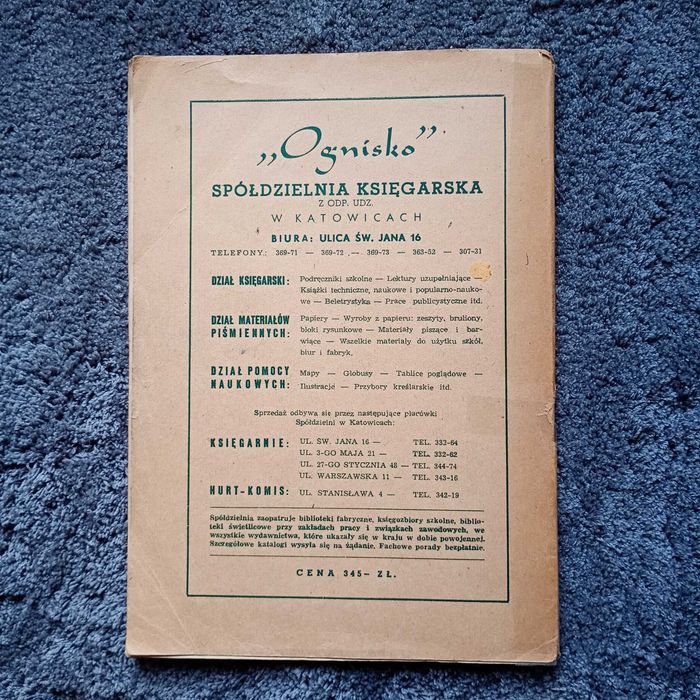 „Ognisko”
SPÓŁDZIELNIA KSIĘGARSKA
Z ODP. UDZ.
W KATOWICACH
BIURA: ULICA ŚW. JANA 16
TELEFONY: 369-71 — 369-72 — 369-73 — 363-52 — 307-31
DZIAŁ KSIĘGARSKI: Podręczniki szkolne — Lektury uzupełniające —
Książki techniczne, naukowe i popularno-nauko-
we — Beletrystyka — Prace publicystyczne itd.
DZIAŁ MATERIAŁÓW PIŚMIENNYCH: Papiery — Wyroby z papieru: zeszyty, bruliony,
bloki rysunkowe — Materiały piszące i bar-
wiące — Wszelkie materiały do użytku szkół,
biur i fabryk.
DZIAŁ POMOCY NAUKOWYCH: Mapy — Globusy — Tablice poglądowe —
Ilustracje — Przybory kreślarskie itd.
Sprzedaż odbywa się przez następujące placówki
Spółdzielni w Katowicach:
KSIĘGARNIE: UL. ŚW. JANA 16 — TEL. 332-64
UL. 3-GO MAJA 21 — TEL. 332-62
UL. 27-GO STYCZNIA 48 — TEL. 344-74
UL. WARSZAWSKA 11 — TEL. 343-16
HURT-KOMIS: UL. STANISŁAWA 4 — TEL. 342-19
Spółdzielnia zaopatruje biblioteki fabryczne, księgozbiory szkolne, biblio-
teki świetlicowe przy zakładach pracy i związkach zawodowych, we
wszystkie wydawnictwa, które ukazały się w kraju w dobie powojennej.
Szczegółowe katalogi wysyła się na żądanie. Fachowe porady bezpłatnie.
CENA 345- ZŁ.